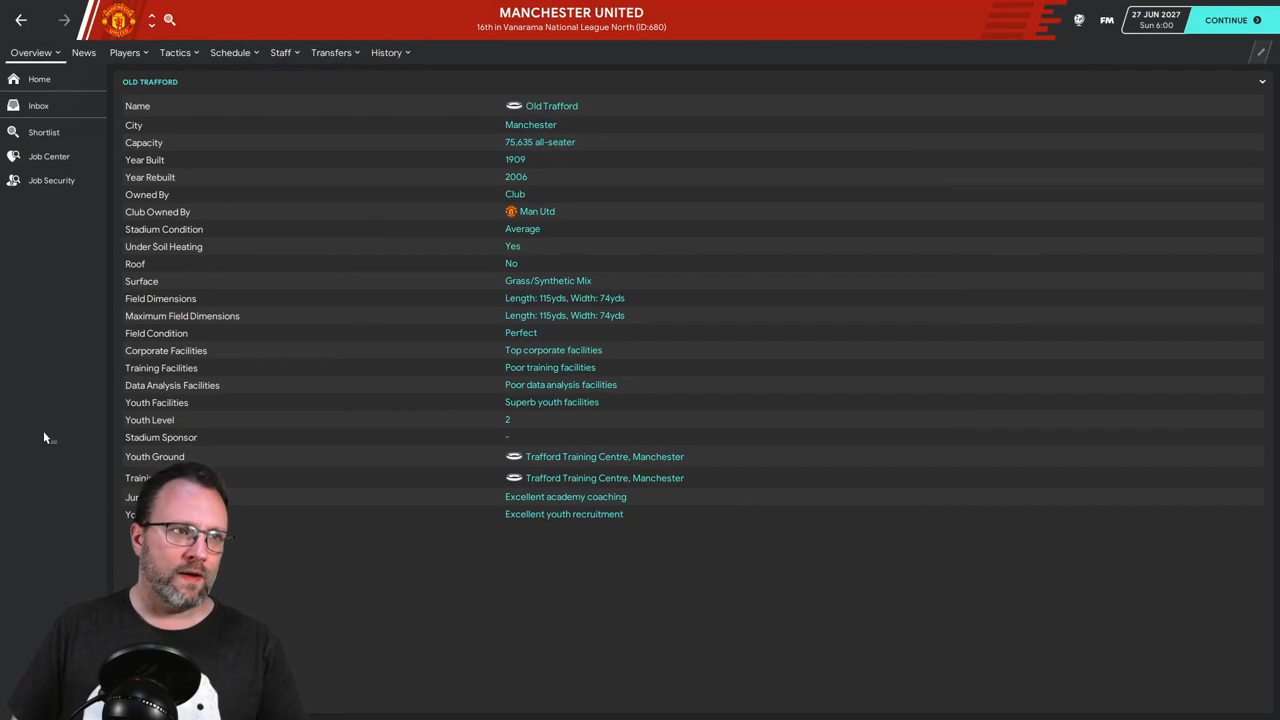 MANCHESTER UNITED
16th in Vanarama National League North (ID:680)
FM
27 JUN 2027
Sun 6:00
CONTINUE
Overview
News
Players
Tactics
Schedule
Staff
Transfers
History
Home
Inbox
Shortlist
Job Center
Job Security
OLD TRAFFORD
Name Old Trafford
City Manchester
Capacity 75,635 all-seater
Year Built 1909
Year Rebuilt 2006
Owned By Club
Club Owned By Man Utd
Stadium Condition Average
Under Soil Heating Yes
Roof No
Surface Grass/Synthetic Mix
Field Dimensions Length: 115yds, Width: 74yds
Maximum Field Dimensions Length: 115yds, Width: 74yds
Field Condition Perfect
Corporate Facilities Top corporate facilities
Training Facilities Poor training facilities
Data Analysis Facilities Poor data analysis facilities
Youth Facilities Superb youth facilities
Youth Level 2
Stadium Sponsor -
Youth Ground Trafford Training Centre, Manchester
Trafford Training Centre, Manchester
Excellent academy coaching
Excellent youth recruitment